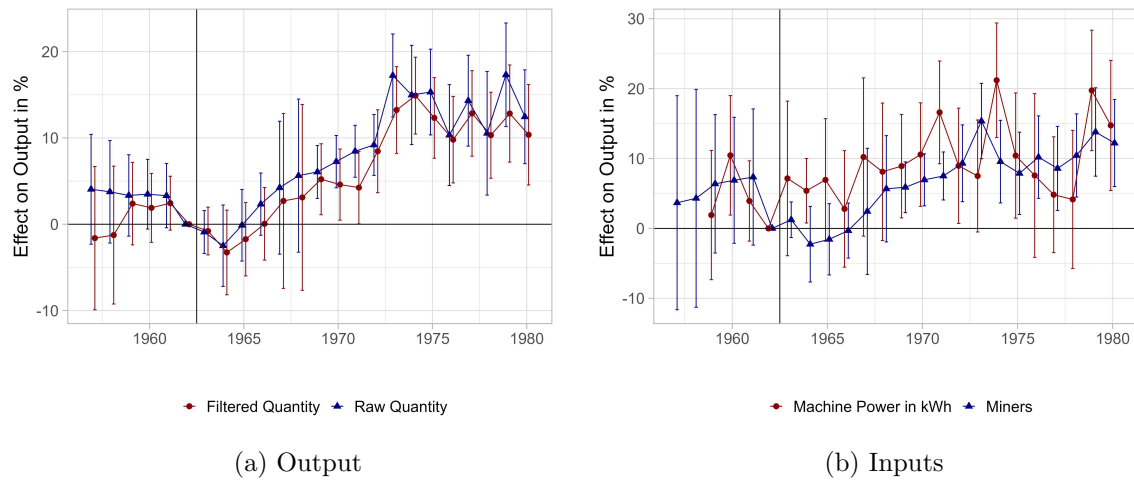 Effect on Output in %
20
10
0
-10
1960 1965 1970 1975 1980
Filtered Quantity Raw Quantity
(a) Output
Effect on Output in %
30
20
10
0
-10
1960 1965 1970 1975 1980
Machine Power in kWh Miners
(b) Inputs